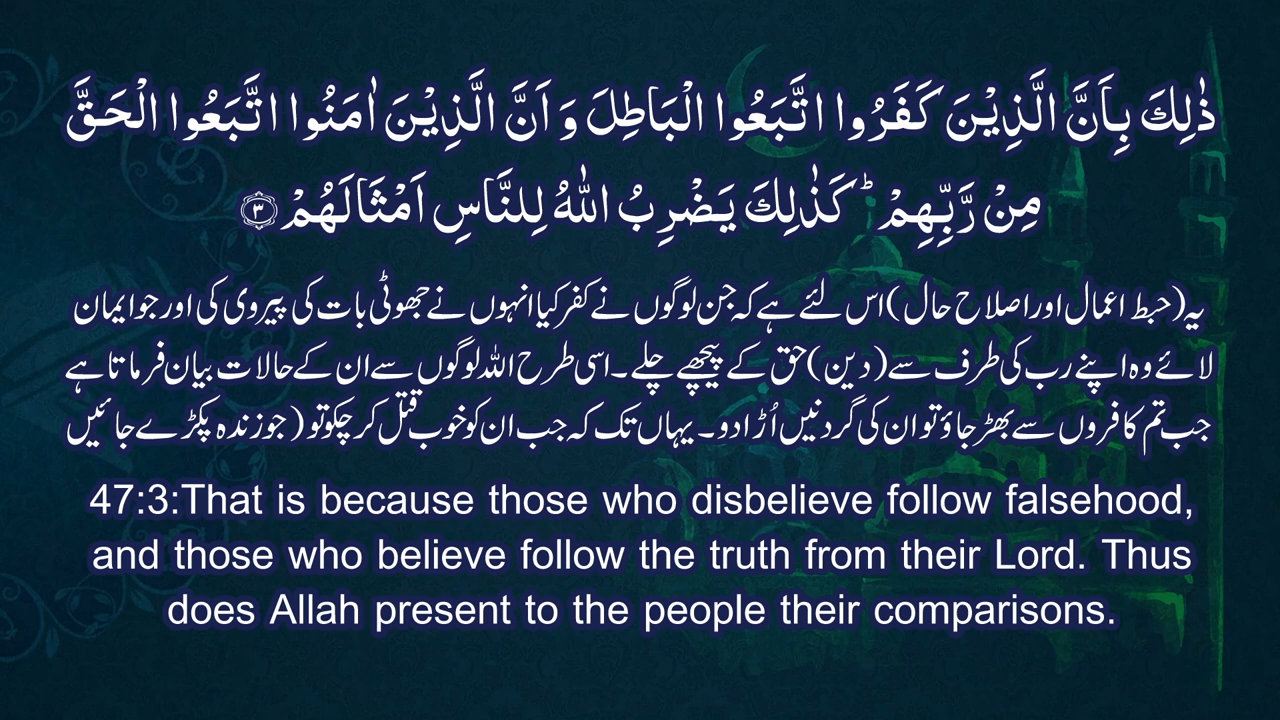 ذٰلِكَ بِاَنَّ الَّذِيْنَ كَفَرُوا اتَّبَعُوا الْبَاطِلَ وَ اَنَّ الَّذِيْنَ اٰمَنُوا اتَّبَعُوا الْحَقَّ
مِنْ رَّبِّهِمْ ؕ كَذٰلِكَ يَضْرِبُ اللّٰهُ لِلنَّاسِ اَمْثَالَهُمْ ﴿۳﴾
یہ(حبط اعمال اور اصلاح حال)اس لئے ہے کہ جن لوگوں نے کفر کیا انہوں نے جھوٹی بات کی پیروی کی اور جو ایمان
لائے وہ اپنے رب کی طرف سے(دین)حق کے پیچھے چلے۔اسی طرح اللہ لوگوں سے ان کے حالات بیان فرماتا ہے
جب تم کافروں سے بھڑ جاؤ تو ان کی گردنیں اُڑا دو۔ یہاں تک کہ جب ان کو خوب قتل کر چکو تو (جو زندہ پکڑے جائیں
47:3:That is because those who disbelieve follow falsehood,
and those who believe follow the truth from their Lord. Thus
does Allah present to the people their comparisons.